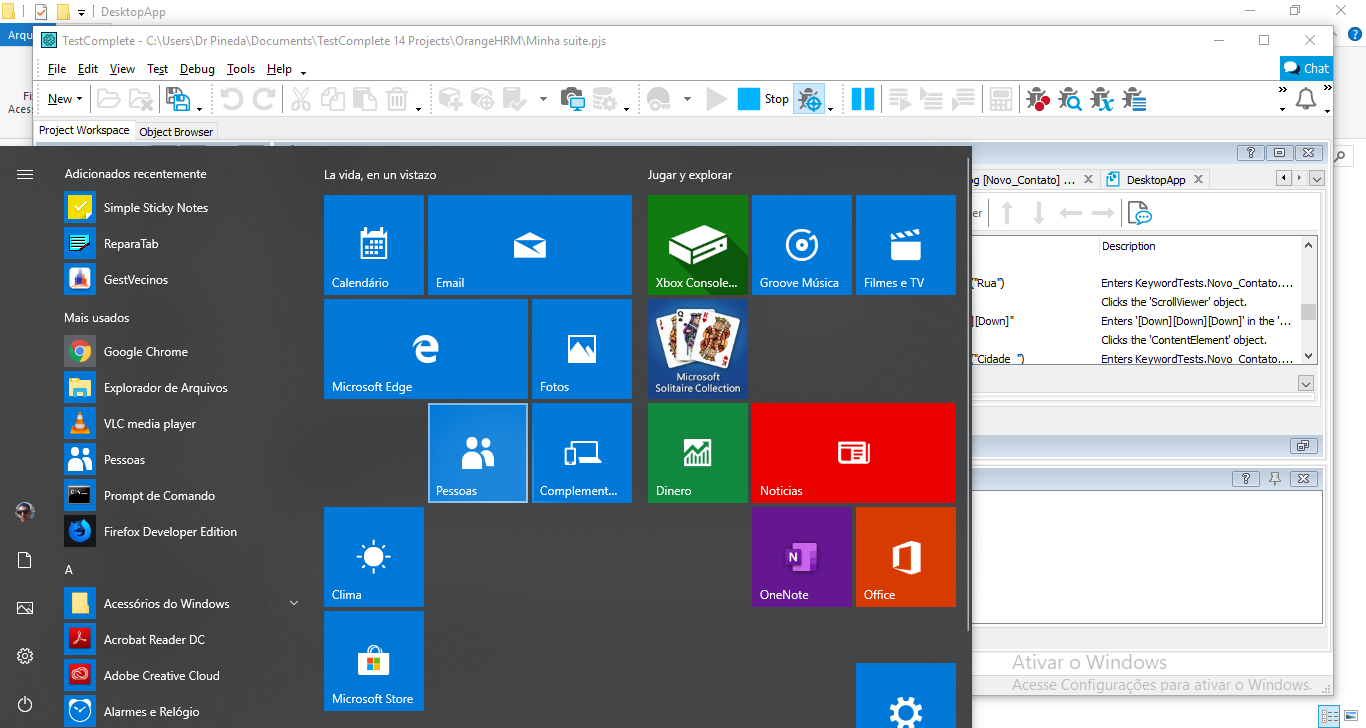 DesktopApp
Arqu
TestComplete - C:\Users\Dr Pineda\Documents\TestComplete 14 Projects\OrangeHRM\Minha suite.pjs
File Edit View Test Debug Tools Help
Chat
New
Stop
Project Workspace Object Browser
og [Novo_Contato] ...
DesktopApp
Description
"Rua") Enters KeywordTests.Novo_Contato....
Clicks the 'ScrollViewer' object.
][Down]" Enters '[Down][Down][Down]' in the '...
Clicks the 'ContentElement' object.
"Cidade ") Enters KeywordTests.Novo_Contato....
Adicionados recentemente
Simple Sticky Notes
ReparaTab
GestVecinos
Mais usados
Google Chrome
Explorador de Arquivos
VLC media player
Pessoas
Prompt de Comando
Firefox Developer Edition
A
Acessórios do Windows
Acrobat Reader DC
Adobe Creative Cloud
Alarmes e Relógio
La vida, en un vistazo
Calendário
Email
Microsoft Edge
Fotos
Pessoas
Complement...
Clima
Microsoft Store
Jugar y explorar
Xbox Console...
Groove Música
Filmes e TV
Microsoft
Solitaire Collection
Dinero
Noticias
OneNote
Office
Ativar o Windows
Acesse Configurações para ativar o Windows.